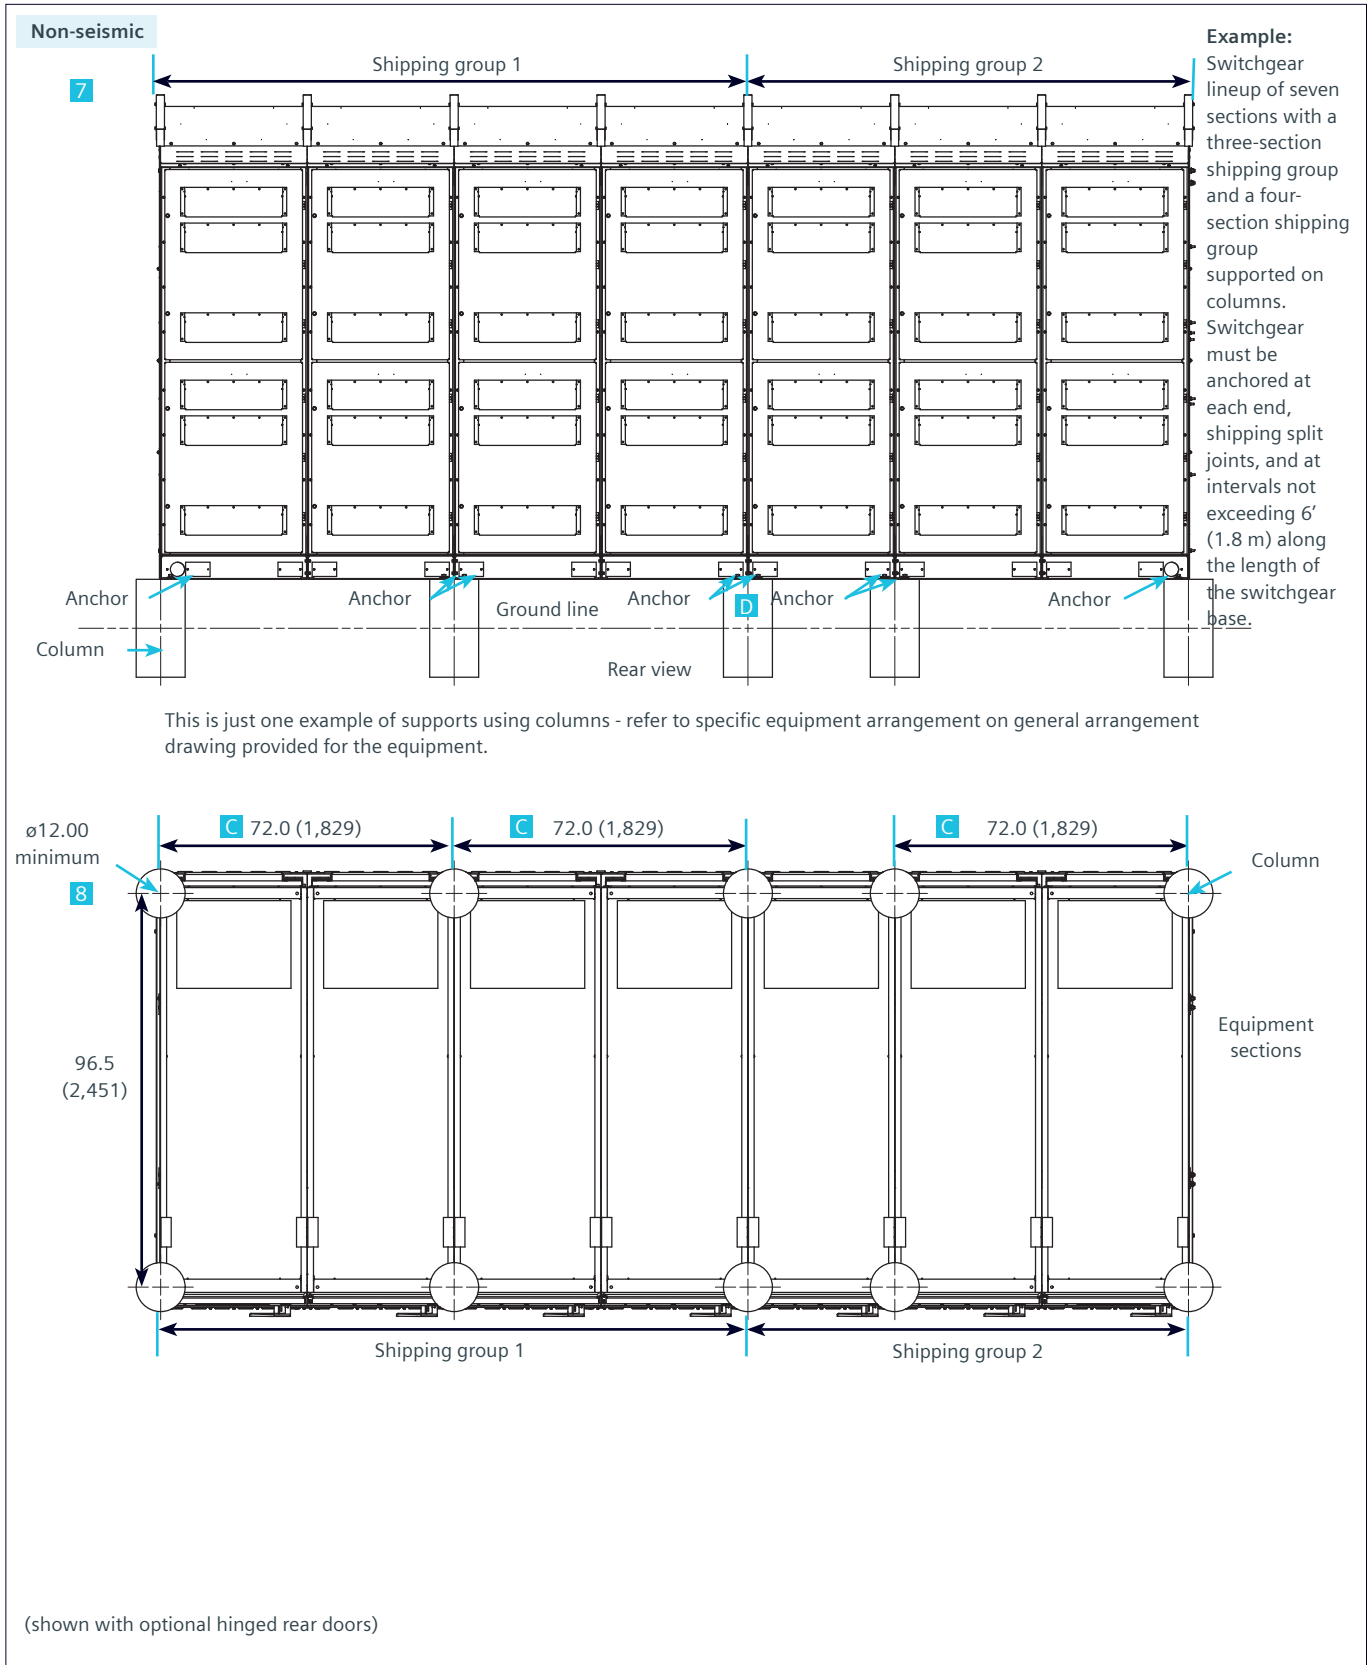 Non-seismic
7
Shipping group 1
Shipping group 2
Example:
Switchgear
lineup of seven
sections with a
three-section
shipping group
and a four-
section shipping
group
supported on
columns.
Switchgear
must be
anchored at
each end,
shipping split
joints, and at
intervals not
exceeding 6’
(1.8 m) along
the length of
the switchgear
base.
Anchor
Anchor
Anchor
D
Anchor
Anchor
Ground line
Column
Rear view
This is just one example of supports using columns - refer to specific equipment arrangement on general arrangement
drawing provided for the equipment.
ø12.00
minimum
8
C 72.0 (1,829)
C 72.0 (1,829)
C 72.0 (1,829)
Column
96.5
(2,451)
Equipment
sections
Shipping group 1
Shipping group 2
(shown with optional hinged rear doors)